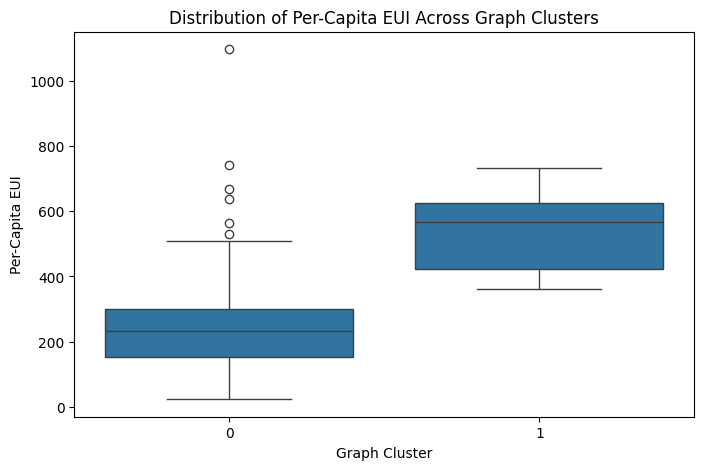 Distribution of Per-Capita EUI Across Graph Clusters
1000
800
600
400
200
0
Per-Capita EUI
0 1
Graph Cluster